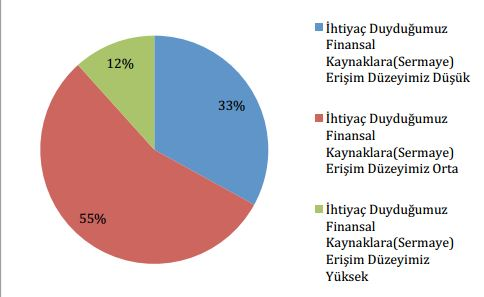 12%
33%
55%
İhtiyaç Duyduğumuz
Finansal
Kaynaklara(Sermaye)
Erişim Düzeyimiz Düşük
İhtiyaç Duyduğumuz
Finansal
Kaynaklara(Sermaye)
Erişim Düzeyimiz Orta
İhtiyaç Duyduğumuz
Finansal
Kaynaklara(Sermaye)
Erişim Düzeyimiz
Yüksek